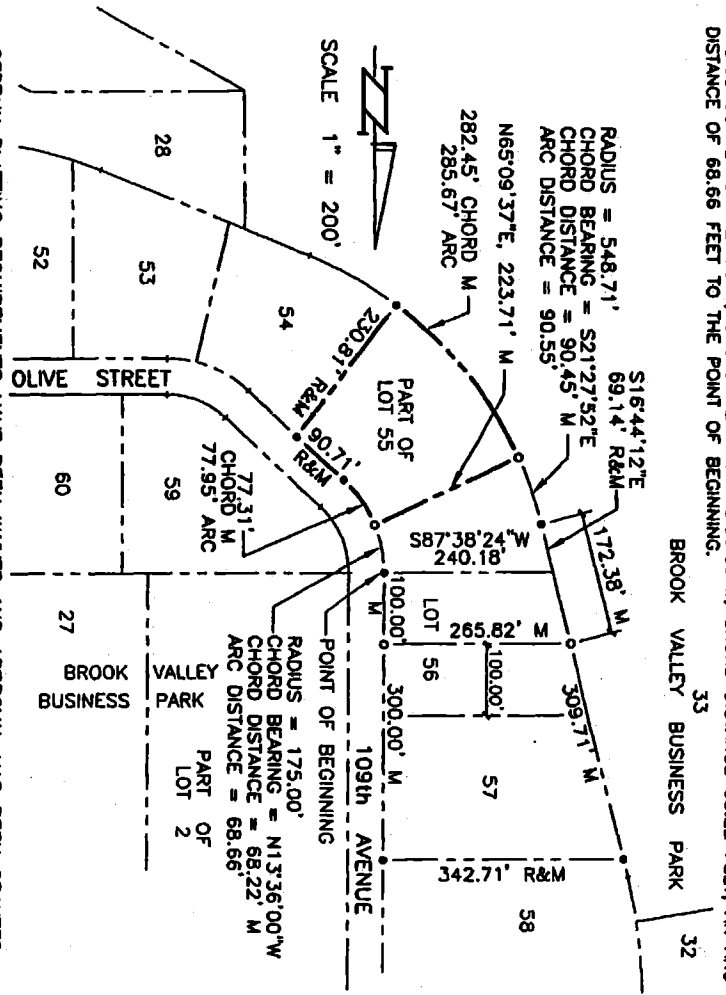 DISTANCE OF 68.66 FEET TO THE POINT OF BEGINNING.
33
BROOK VALLEY BUSINESS PARK
32
S16°44'12"E
69.14' R&M
RADIUS = 548.71'
CHORD BEARING = S21°27'52"E
CHORD DISTANCE = 90.45' M
ARC DISTANCE = 90.55'
N65°09'37"E, 223.71' M
282.45' CHORD M
285.67' ARC
SCALE 1" = 200'
172.38' M
309.71' M
S87°38'24"W
240.18'
265.82' M
100.00'
342.71' R&M
LOT
56
57
58
PART OF
LOT 55
230.81' R&M
90.71'
R&M
100.00'
M
300.00' M
109th AVENUE
28
52
53
54
OLIVE STREET
77.31'
CHORD M
77.95' ARC
59
60
POINT OF BEGINNING
RADIUS = 175.00'
CHORD BEARING = N13°36'00"W
CHORD DISTANCE = 68.22' M
ARC DISTANCE = 68.66'
27
BROOK VALLEY
BUSINESS PARK
PART OF
LOT 2